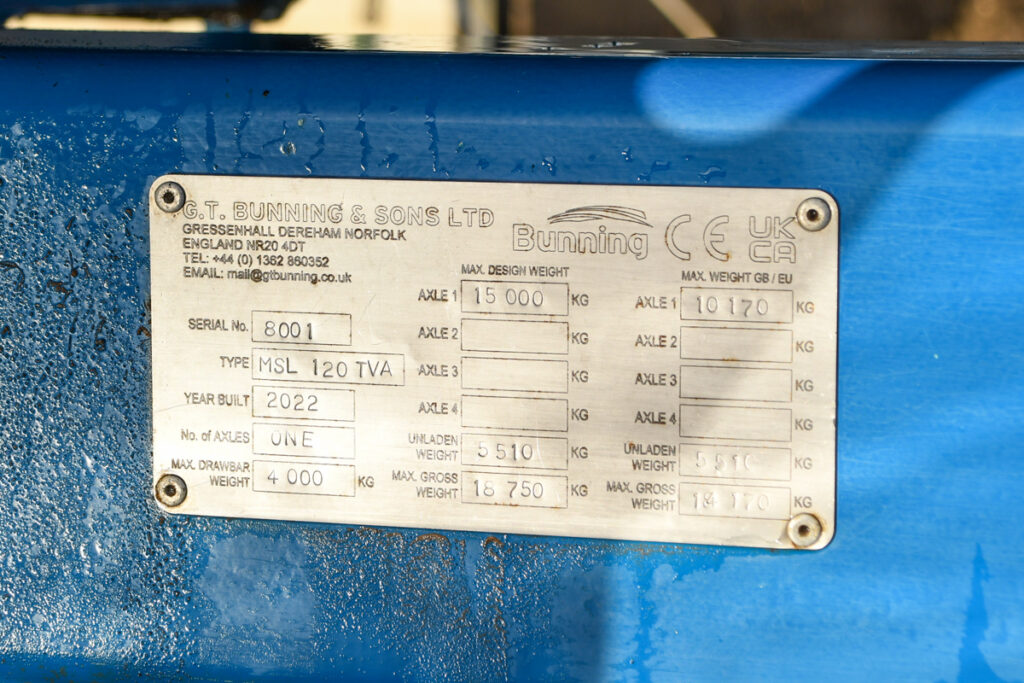 G.T. BUNNING & SONS LTD
GRESSENHALL DEREHAM NORFOLK
ENGLAND NR20 4DT
TEL: +44 (0) 1362 860352
EMAIL: mail@gtbunning.co.uk
Bunning CE UK CA
SERIAL No. 8001
TYPE MSL 120 TVA
YEAR BUILT 2022
No. of AXLES ONE
MAX. DRAWBAR WEIGHT 4 000 KG
MAX. DESIGN WEIGHT
AXLE 1 15 000 KG
AXLE 2 KG
AXLE 3 KG
AXLE 4 KG
UNLADEN WEIGHT 5 510 KG
MAX. GROSS WEIGHT 18 750 KG
MAX. WEIGHT GB / EU
AXLE 1 10 170 KG
AXLE 2 KG
AXLE 3 KG
AXLE 4 KG
UNLADEN WEIGHT 5 510 KG
MAX. GROSS WEIGHT 14 170 KG